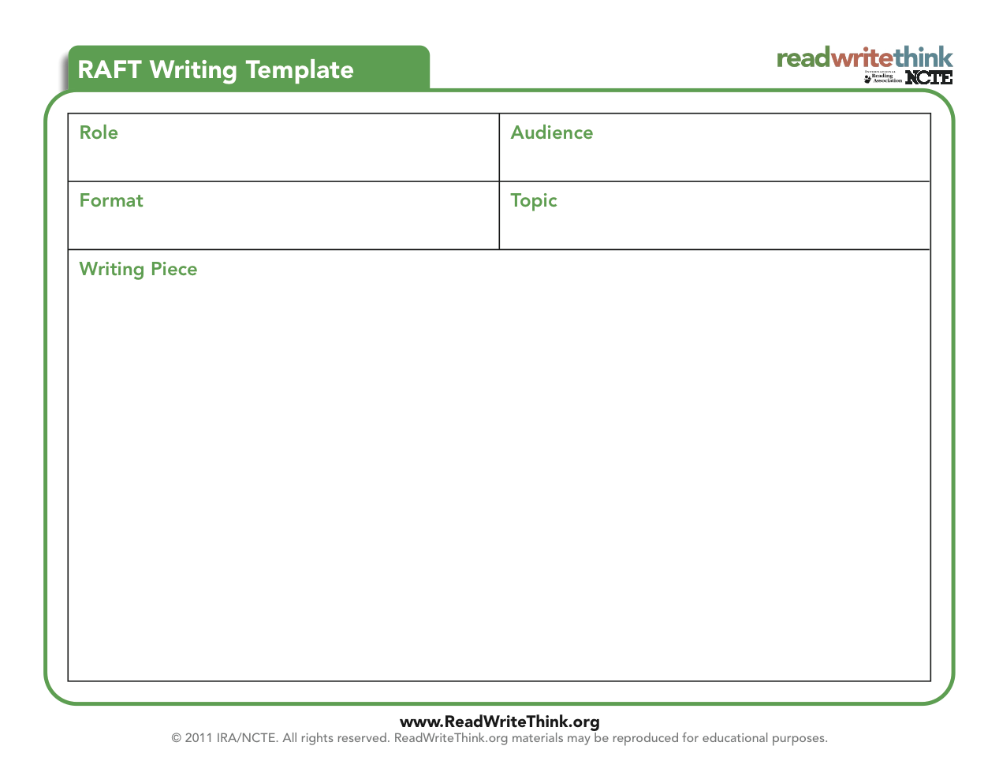 RAFT Writing Template
readwritethink
INTERNATIONAL
Reading
Association
NCTE
Role
Audience
Format
Topic
Writing Piece
www.ReadWriteThink.org
© 2011 IRA/NCTE. All rights reserved. ReadWriteThink.org materials may be reproduced for educational purposes.